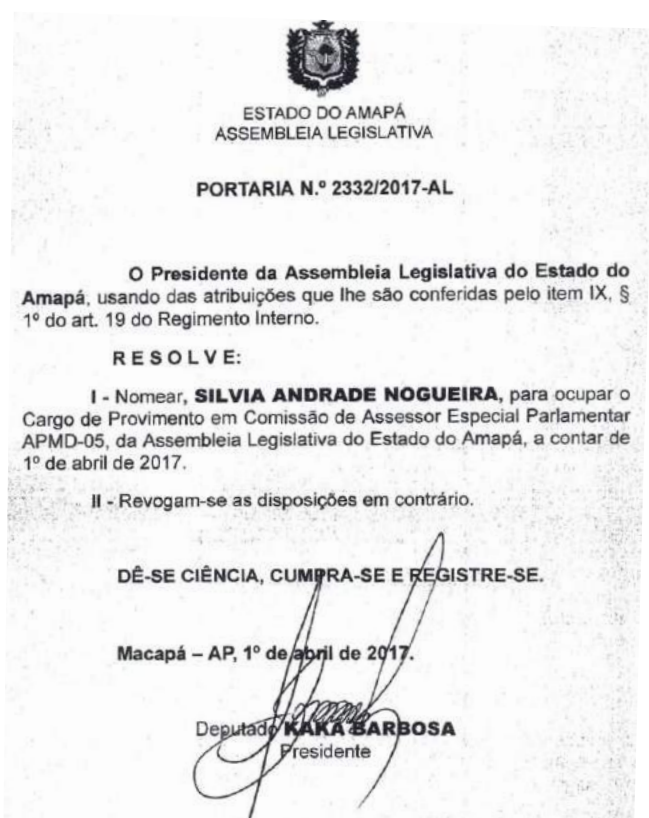 ESTADO DO AMAPÁ
ASSEMBLEIA LEGISLATIVA
PORTARIA N.º 2332/2017-AL
O Presidente da Assembleia Legislativa do Estado do
Amapá, usando das atribuições que lhe são conferidas pelo item IX, §
1º do art. 19 do Regimento Interno.
R E S O L V E:
I - Nomear, SILVIA ANDRADE NOGUEIRA, para ocupar o
Cargo de Provimento em Comissão de Assessor Especial Parlamentar
APMD-05, da Assembleia Legislativa do Estado do Amapá, a contar de
1º de abril de 2017.
II - Revogam-se as disposições em contrário.
DÊ-SE CIÊNCIA, CUMPRA-SE E REGISTRE-SE.
Macapá – AP, 1º de abril de 2017.
Deputado KAKA BARBOSA
Presidente